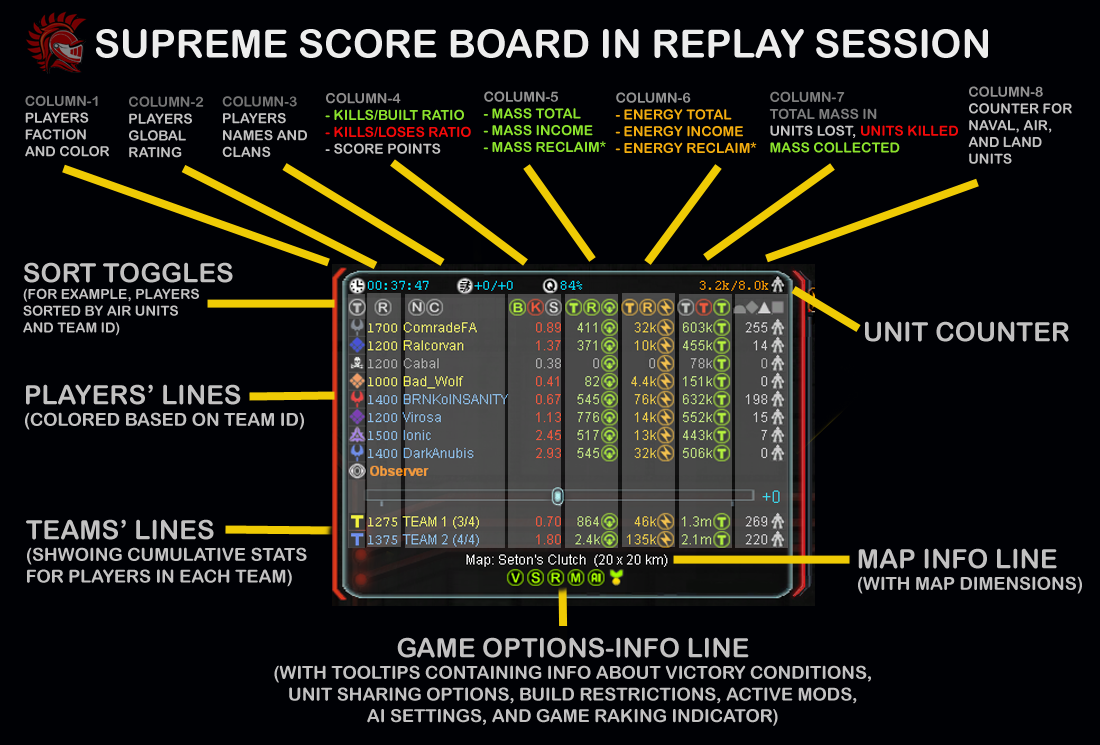 SUPREME SCORE BOARD IN REPLAY SESSION
COLUMN-1
PLAYERS
FACTION
AND COLOR
COLUMN-2
PLAYERS
GLOBAL
RATING
COLUMN-3
PLAYERS
NAMES AND
CLANS
COLUMN-4
- KILLS/BUILT RATIO
- KILLS/LOSES RATIO
- SCORE POINTS
COLUMN-5
- MASS TOTAL
- MASS INCOME
- MASS RECLAIM*
COLUMN-6
- ENERGY TOTAL
- ENERGY INCOME
- ENERGY RECLAIM*
COLUMN-7
TOTAL MASS IN
UNITS LOST, UNITS KILLED
MASS COLLECTED
COLUMN-8
COUNTER FOR
NAVAL, AIR,
AND LAND
UNITS
SORT TOGGLES
(FOR EXAMPLE, PLAYERS
SORTED BY AIR UNITS
AND TEAM ID)
PLAYERS' LINES
(COLORED BASED ON TEAM ID)
TEAMS' LINES
(SHWOING CUMULATIVE STATS
FOR PLAYERS IN EACH TEAM)
00:37:47 +0/+0 84% 3.2k/8.0k
T R N C B K S T R T R T T T
1700 ComradeFA 0.89 411 32k 603k T 255
1200 Ralcorvan 1.37 371 10k 455k T 14
1200 Cabal 0.38 0 0 78k T 0
1000 Bad_Wolf 0.41 82 4.4k 151k T 0
1400 BRNKoINSANITY 0.67 545 76k 632k T 198
1200 Virosa 1.13 776 14k 552k T 15
1500 Ionic 2.45 517 13k 443k T 7
1400 DarkAnubis 2.93 545 32k 506k T 0
Observer
+0
T 1275 TEAM 1 (3/4) 0.70 864 46k 1.3m T 269
T 1375 TEAM 2 (4/4) 1.80 2.4k 135k 2.1m T 220
Map: Seton's Clutch (20 x 20 km)
V S R M AI
UNIT COUNTER
MAP INFO LINE
(WITH MAP DIMENSIONS)
GAME OPTIONS-INFO LINE
(WITH TOOLTIPS CONTAINING INFO ABOUT VICTORY CONDITIONS,
UNIT SHARING OPTIONS, BUILD RESTRICTIONS, ACTIVE MODS,
AI SETTINGS, AND GAME RAKING INDICATOR)